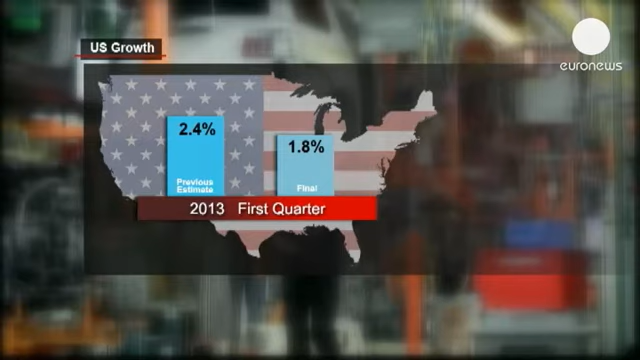 US Growth
euronews
2.4%
Previous
Estimate
1.8%
Final
2013 First Quarter